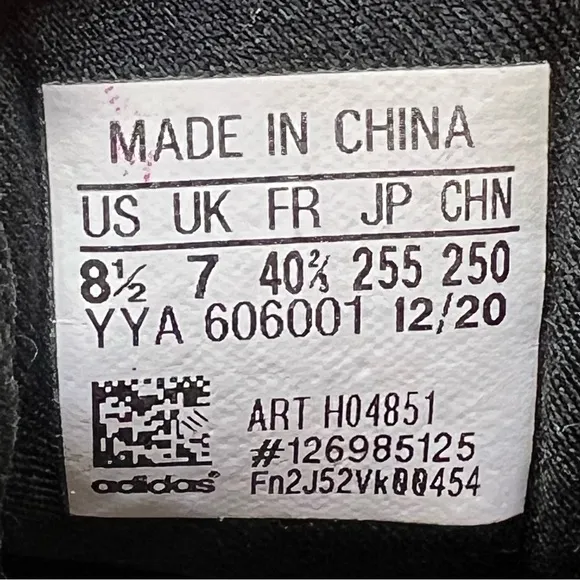 MADE IN CHINA
US UK FR JP CHN
8½ 7 40⅔ 255 250
YYA 606001 12/20
ART H04851
#126985125
adidas
Fn2J52Vk00454